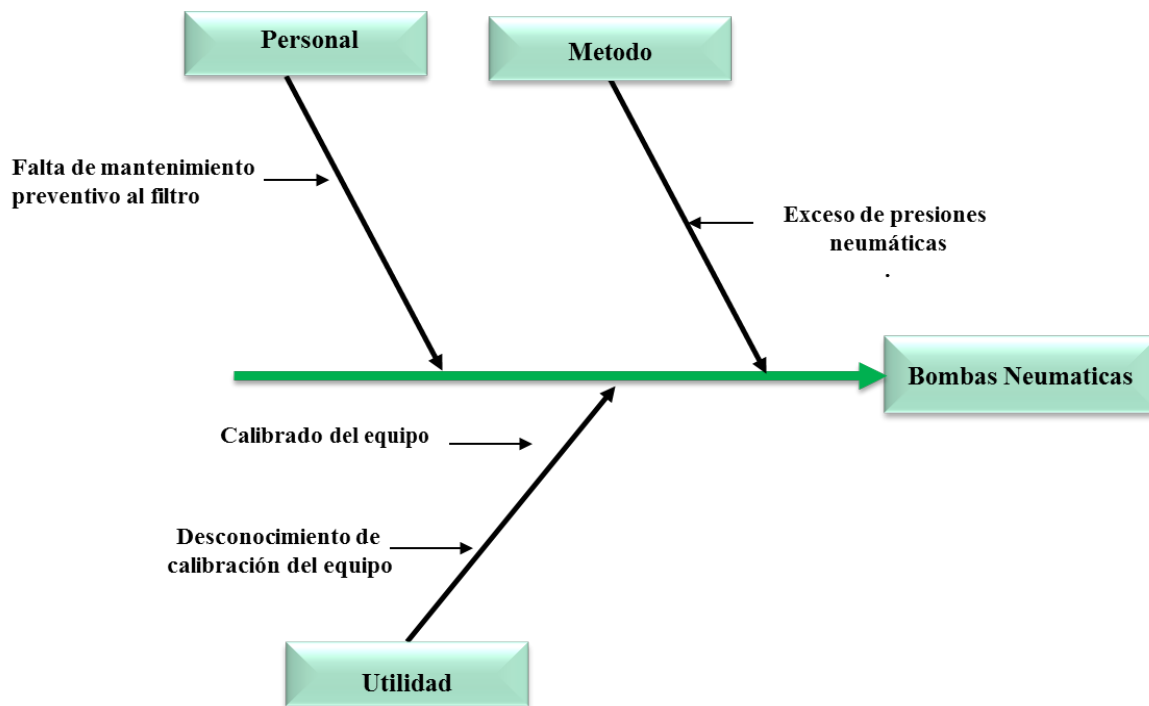 Personal
Metodo
Falta de mantenimiento
preventivo al filtro
Exceso de presiones
neumáticas
.
Bombas Neumaticas
Calibrado del equipo
Desconocimiento de
calibración del equipo
Utilidad